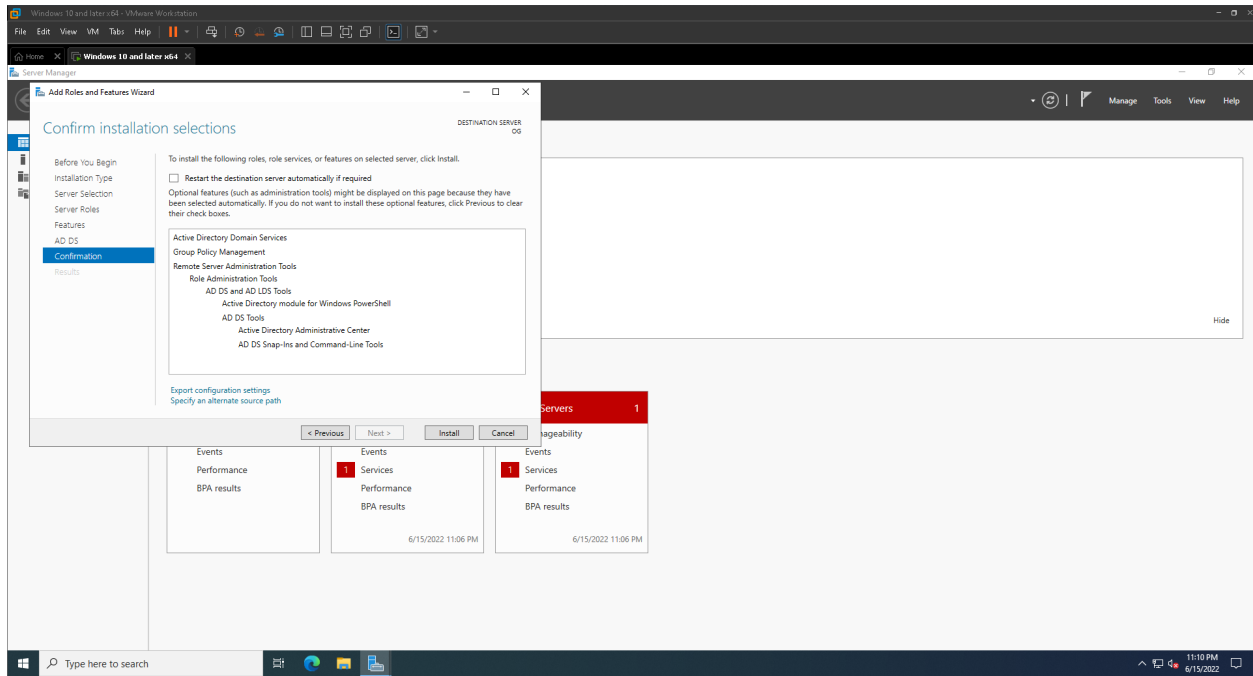 Windows 10 and later x64 - VMware Workstation
File Edit View VM Tabs Help
Home Windows 10 and later x64
Server Manager
Manage Tools View Help
Add Roles and Features Wizard
Confirm installation selections
DESTINATION SERVER
OG
Before You Begin
Installation Type
Server Selection
Server Roles
Features
AD DS
Confirmation
Results
To install the following roles, role services, or features on selected server, click Install.
Restart the destination server automatically if required
Optional features (such as administration tools) might be displayed on this page because they have
been selected automatically. If you do not want to install these optional features, click Previous to clear
their check boxes.
Active Directory Domain Services
Group Policy Management
Remote Server Administration Tools
Role Administration Tools
AD DS and AD LDS Tools
Active Directory module for Windows PowerShell
AD DS Tools
Active Directory Administrative Center
AD DS Snap-Ins and Command-Line Tools
Export configuration settings
Specify an alternate source path
< Previous Next > Install Cancel
Hide
Servers 1
nageability
Events
Performance
BPA results
Events
1 Services
Performance
BPA results
6/15/2022 11:06 PM
Events
1 Services
Performance
BPA results
6/15/2022 11:06 PM
Type here to search
11:10 PM
6/15/2022